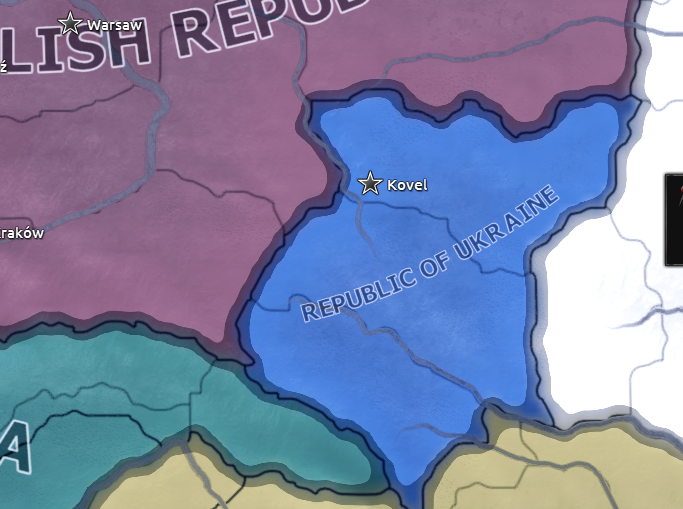 Warsaw
LISH REPUB
ź
Kovel
raków
REPUBLIC OF UKRAINE
A